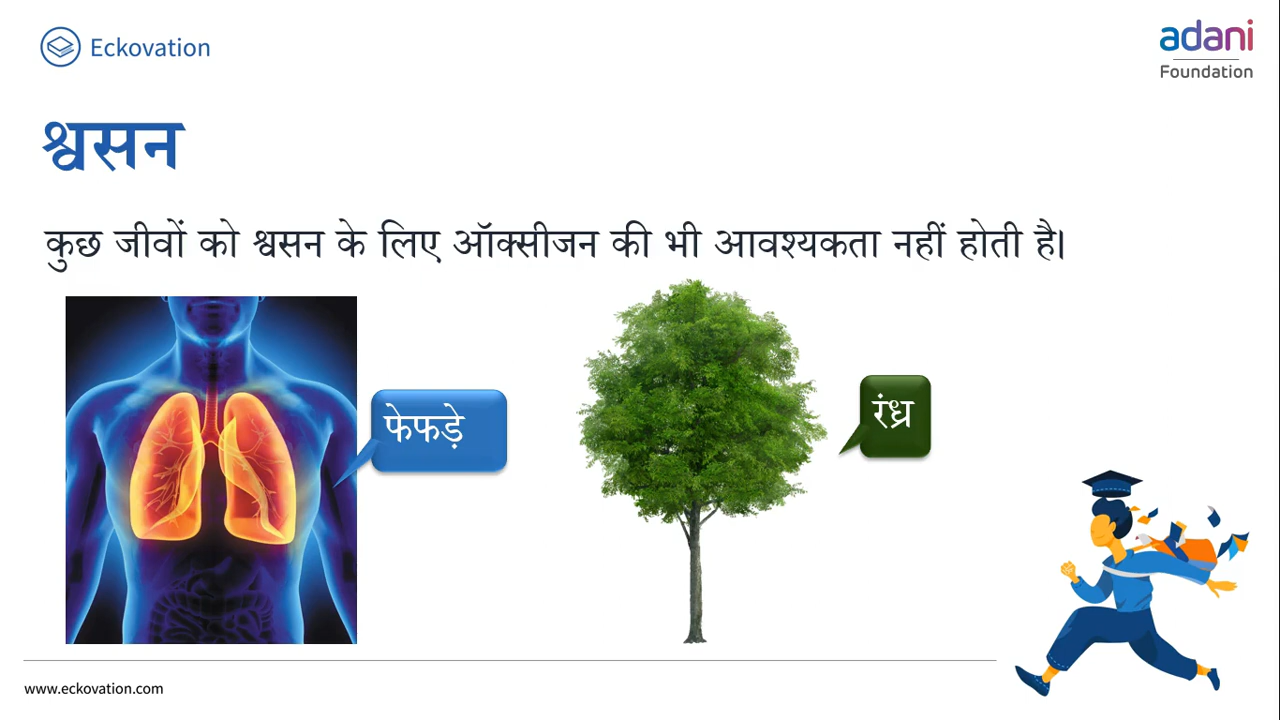 Eckovation
adani
Foundation
श्वसन
कुछ जीवों को श्वसन के लिए ऑक्सीजन की भी आवश्यकता नहीं होती है।
फेफड़े
रंध्र
www.eckovation.com